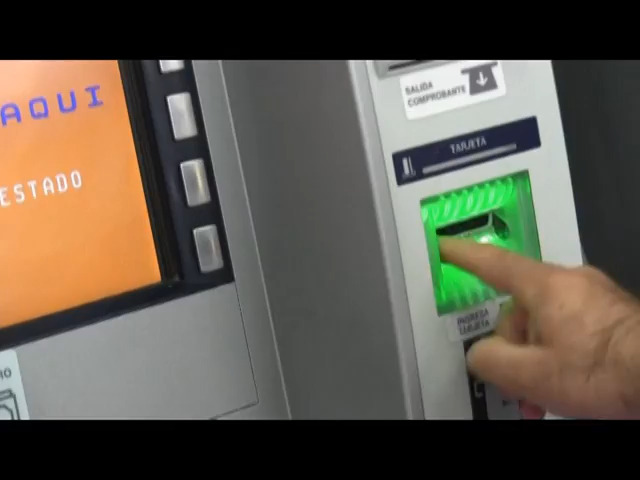 AQUI
ESTADO
SALIDA
COMPROBANTE
TARJETA
INGRESA
TARJETA